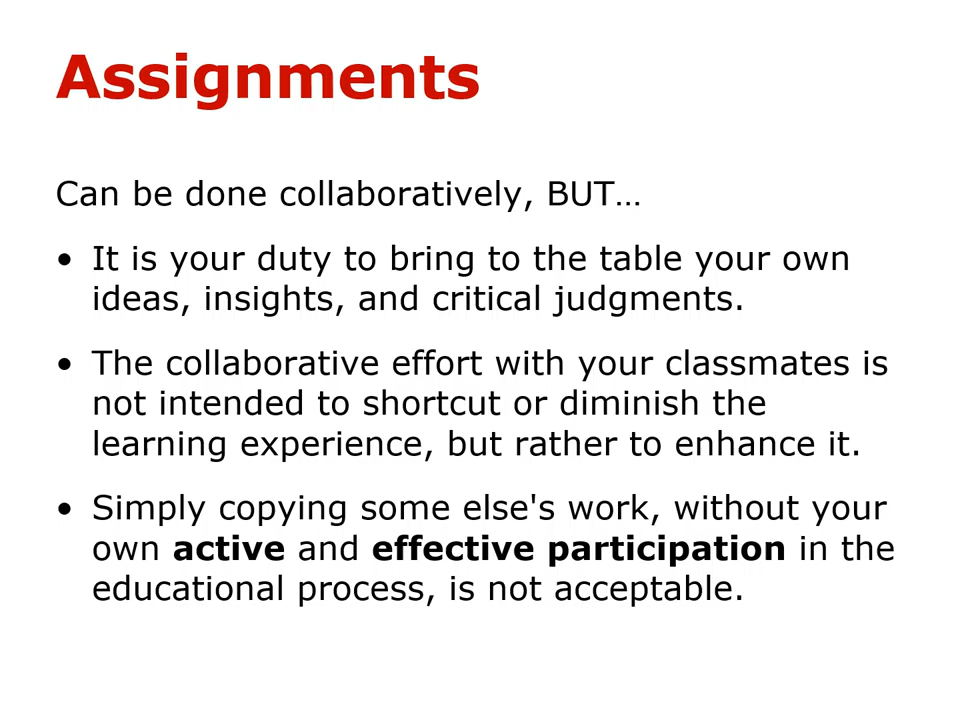 Assignments
Can be done collaboratively, BUT…
• It is your duty to bring to the table your own
ideas, insights, and critical judgments.
• The collaborative effort with your classmates is
not intended to shortcut or diminish the
learning experience, but rather to enhance it.
• Simply copying some else's work, without your
own active and effective participation in the
educational process, is not acceptable.